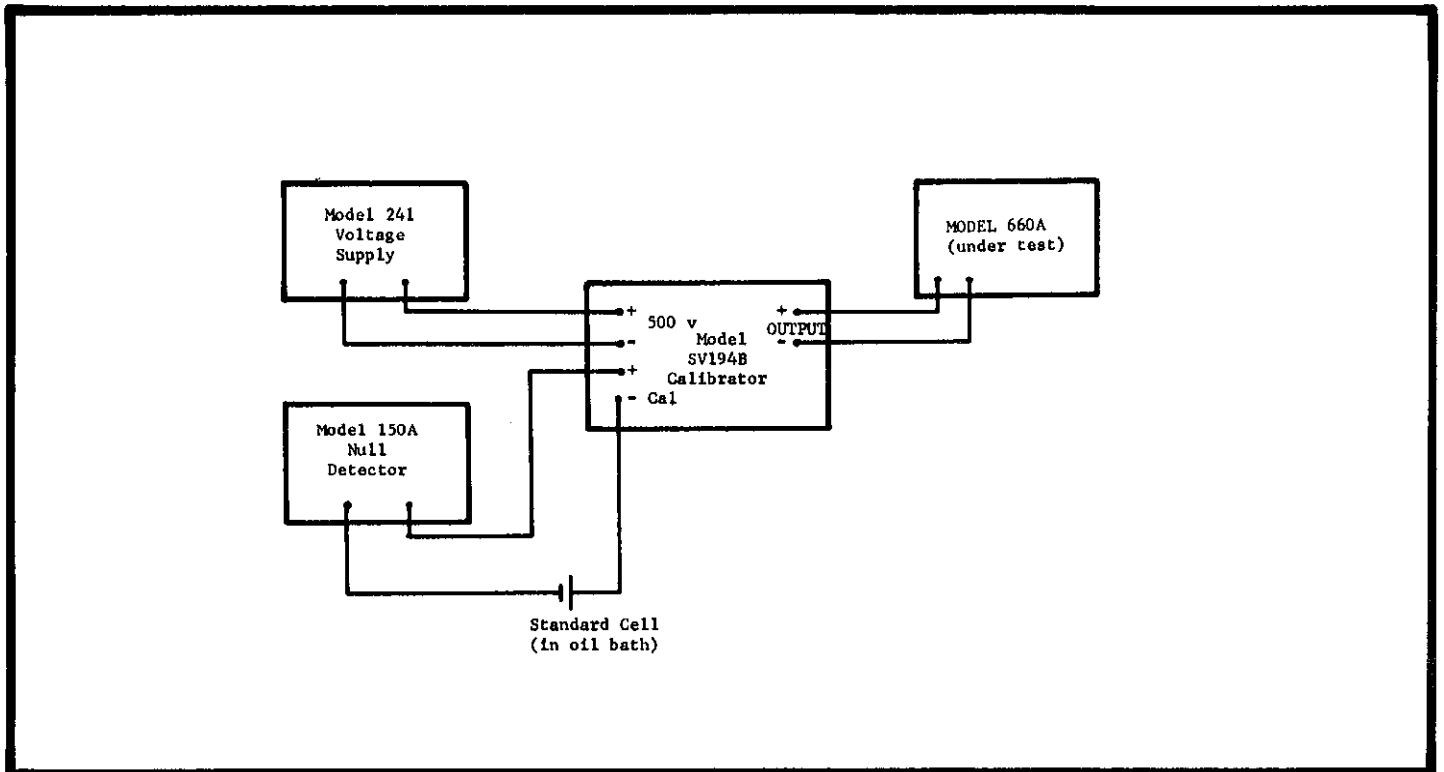 Model 241
Voltage
Supply
MODEL 660A
(under test)
+
500 v
-
Model
SV194B
Calibrator
+
OUTPUT
-
+
- Cal
Model 150A
Null
Detector
Standard Cell
(in oil bath)